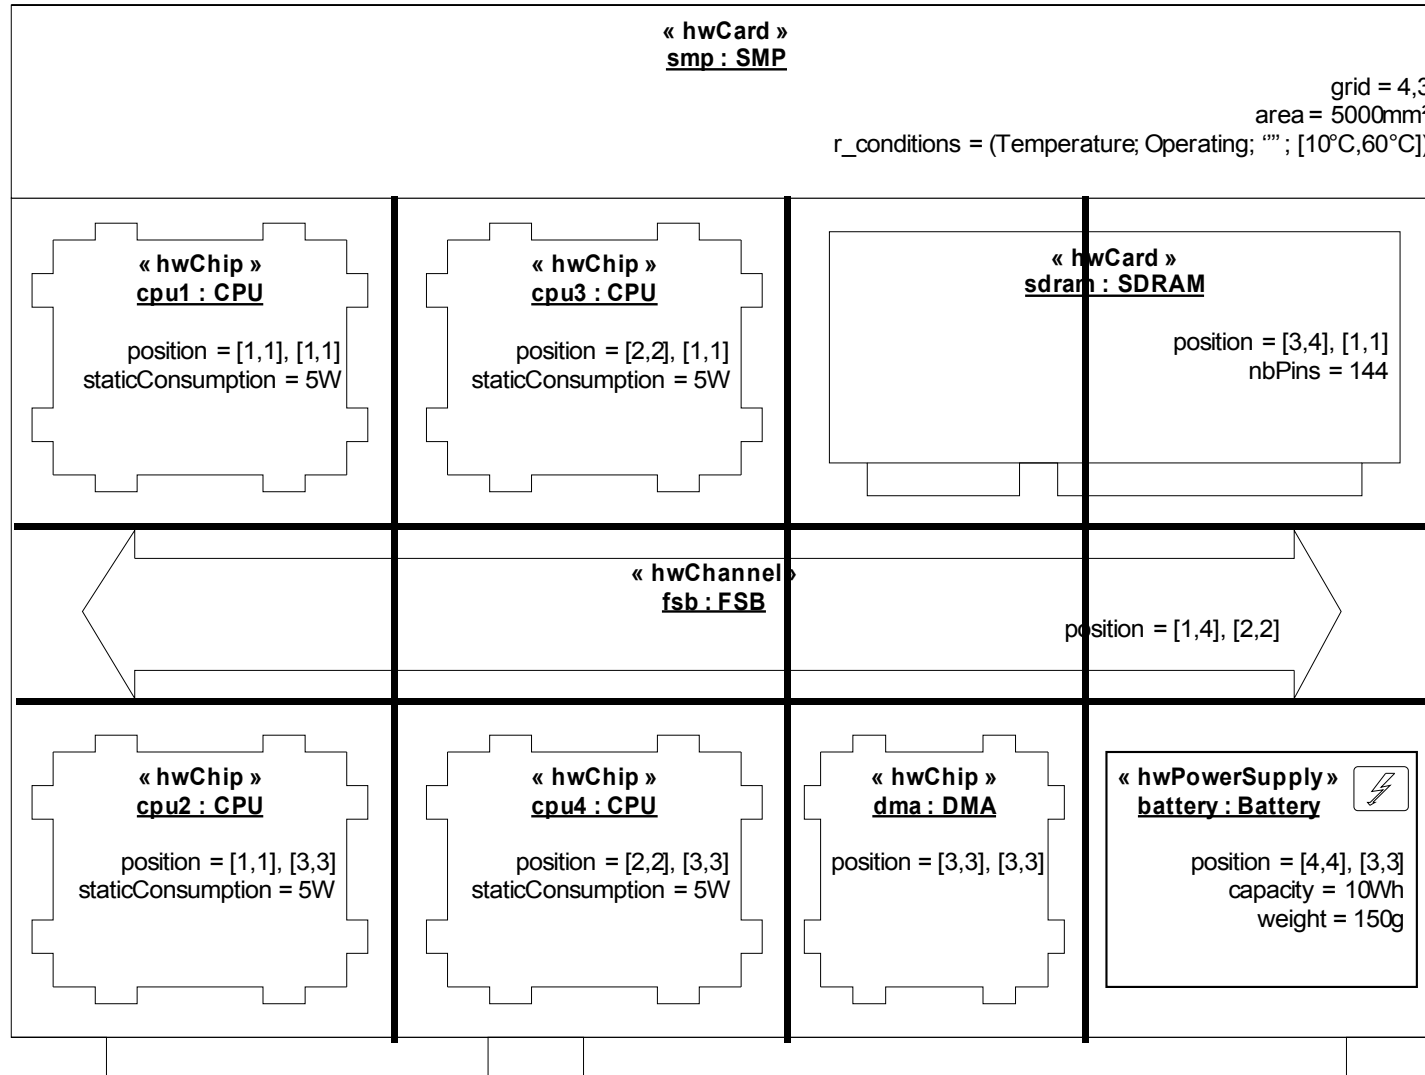 « hwCard »
smp : SMP
grid = 4,3
area = 5000mm²
r_conditions = (Temperature; Operating; “” ; [10°C,60°C])
« hwChip »
cpu1 : CPU
position = [1,1], [1,1]
staticConsumption = 5W
« hwChip »
cpu3 : CPU
position = [2,2], [1,1]
staticConsumption = 5W
« hwCard »
sdram : SDRAM
position = [3,4], [1,1]
nbPins = 144
« hwChannel »
fsb : FSB
position = [1,4], [2,2]
« hwChip »
cpu2 : CPU
position = [1,1], [3,3]
staticConsumption = 5W
« hwChip »
cpu4 : CPU
position = [2,2], [3,3]
staticConsumption = 5W
« hwChip »
dma : DMA
position = [3,3], [3,3]
« hwPowerSupply »
battery : Battery
position = [4,4], [3,3]
capacity = 10Wh
weight = 150g